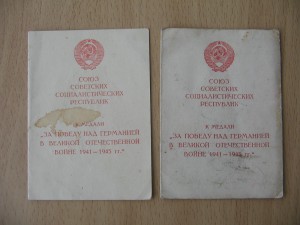 СОЮЗ
СОВЕТСКИХ
СОЦИАЛИСТИЧЕСКИХ
РЕСПУБЛИК
К МЕДАЛИ
„ЗА ПОБЕДУ НАД ГЕРМАНИЕЙ
В ВЕЛИКОЙ ОТЕЧЕСТВЕННОЙ
ВОЙНЕ 1941—1945 гг.“
СОЮЗ
СОВЕТСКИХ
СОЦИАЛИСТИЧЕСКИХ
РЕСПУБЛИК
К МЕДАЛИ
„ЗА ПОБЕДУ НАД ГЕРМАНИЕЙ
В ВЕЛИКОЙ ОТЕЧЕСТВЕННОЙ
ВОЙНЕ 1941—1945 гг.“